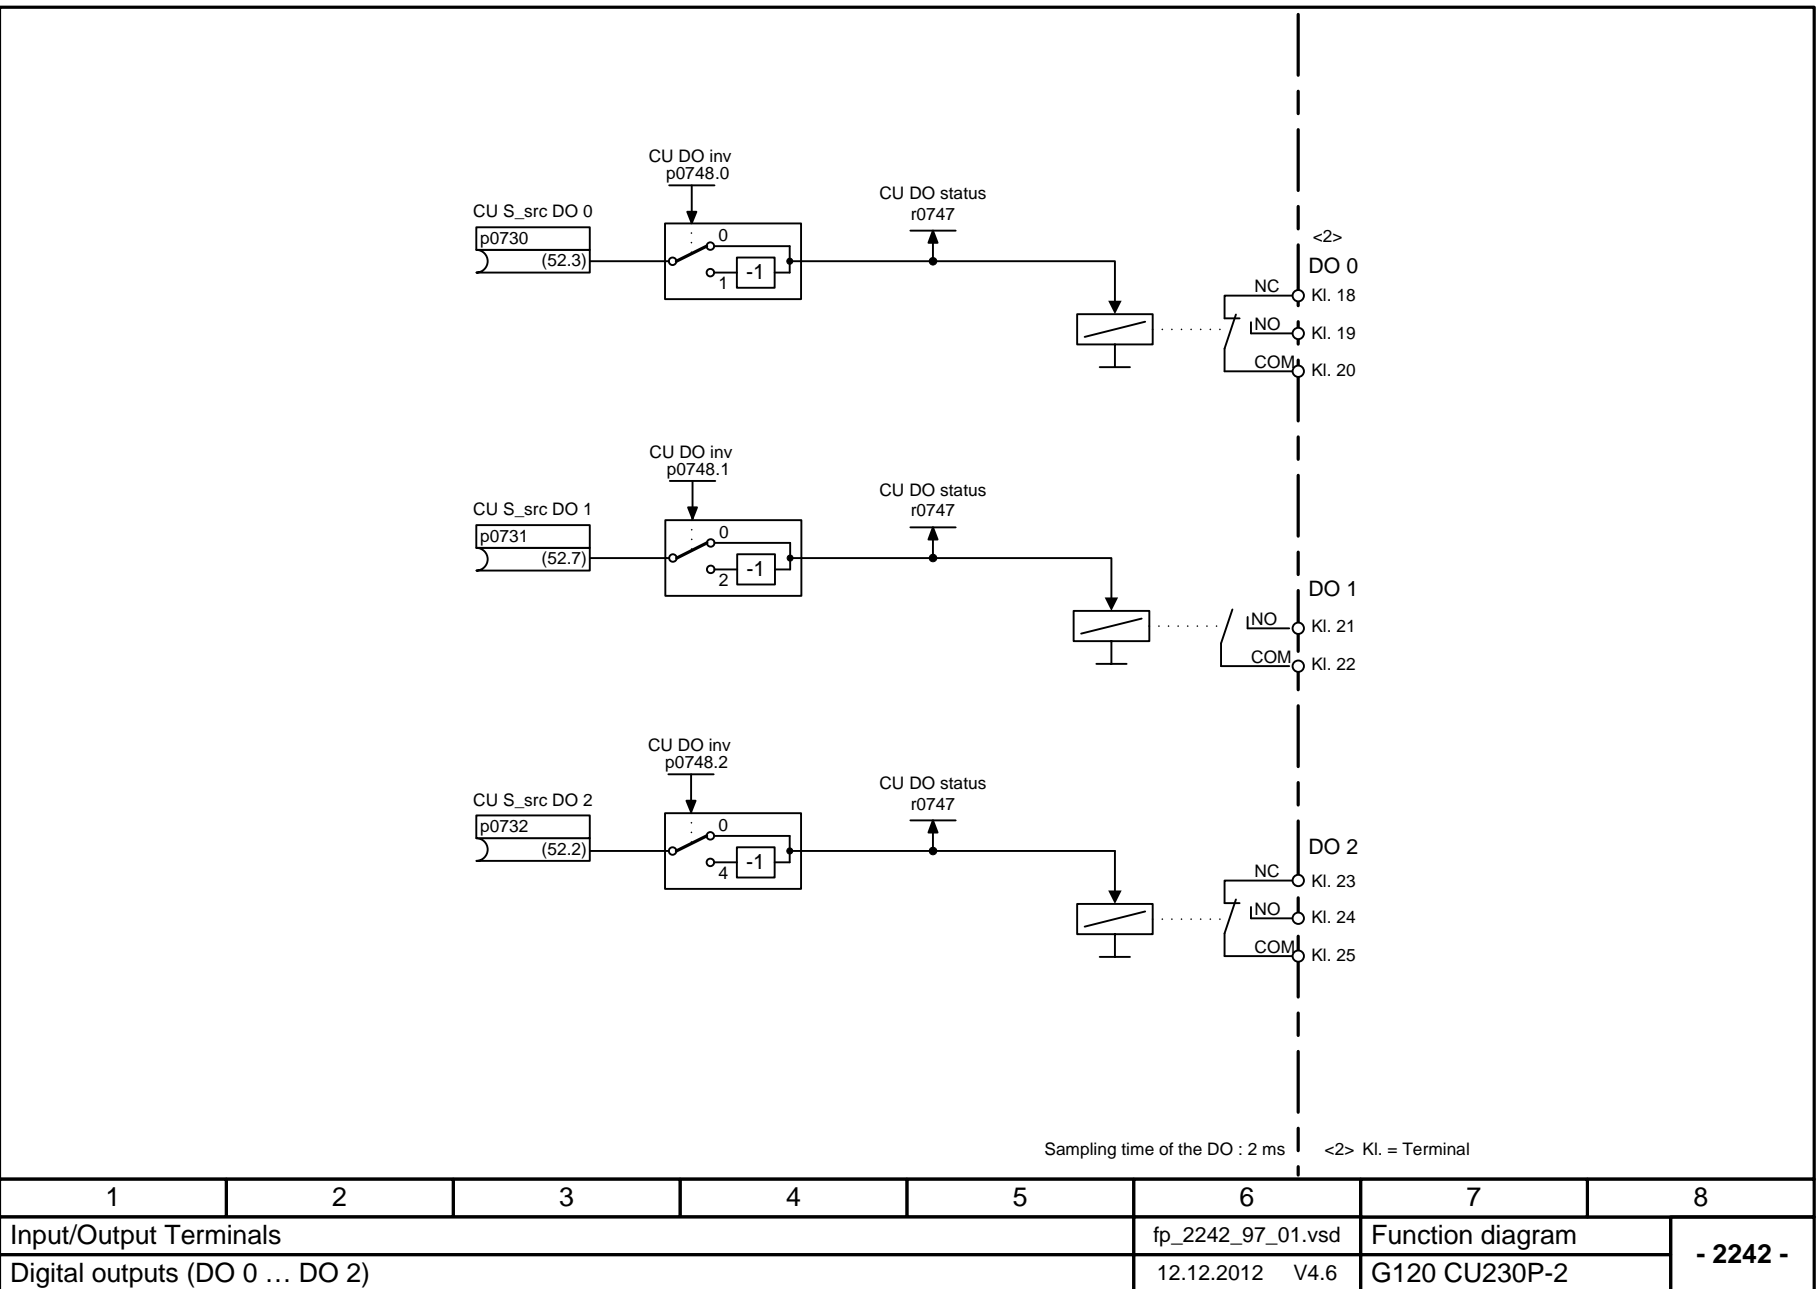 CU DO inv
p0748.0
CU DO status
r0747
CU S_src DO 0
p0730
(52.3)
0
1
-1
<2>
DO 0
NC
Kl. 18
NO
Kl. 19
COM
Kl. 20
CU DO inv
p0748.1
CU DO status
r0747
CU S_src DO 1
p0731
(52.7)
0
2
-1
DO 1
NO
Kl. 21
COM
Kl. 22
CU DO inv
p0748.2
CU DO status
r0747
CU S_src DO 2
p0732
(52.2)
0
4
-1
DO 2
NC
Kl. 23
NO
Kl. 24
COM
Kl. 25
Sampling time of the DO : 2 ms
<2> Kl. = Terminal
1 2 3 4 5 6 7 8
Input/Output Terminals
fp_2242_97_01.vsd
Function diagram
- 2242 -
Digital outputs (DO 0 … DO 2)
12.12.2012 V4.6
G120 CU230P-2